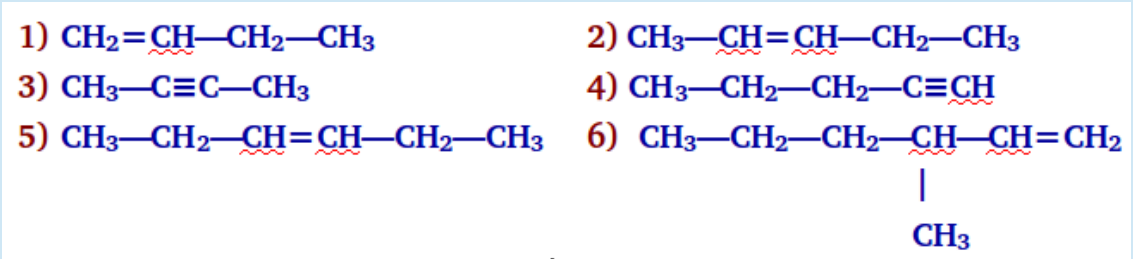 1) CH₂=CH—CH₂—CH₃ 2) CH₃—CH=CH—CH₂—CH₃
3) CH₃—C≡C—CH₃ 4) CH₃—CH₂—CH₂—C≡CH
5) CH₃—CH₂—CH=CH—CH₂—CH₃ 6) CH₃—CH₂—CH₂—CH—CH=CH₂
|
CH₃